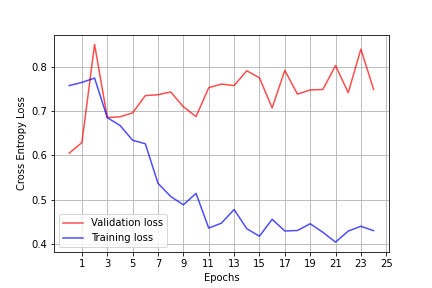 0.8
0.7
0.6
0.5
0.4
Cross Entropy Loss
Validation loss
Training loss
1 3 5 7 9 11 13 15 17 19 21 23 25
Epochs